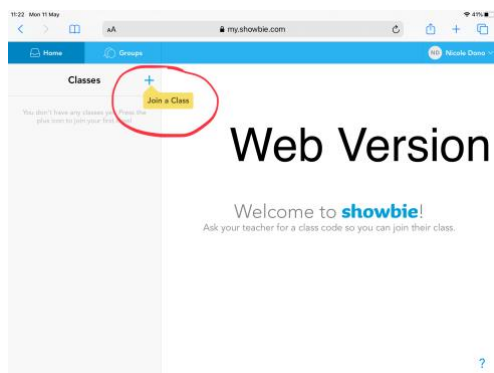 11:22 Mon 11 May
41%
AA
my.showbie.com
Home
Groups
ND Nicole Dono
Classes
+
Join a Class
You don't have any classes yet. Press the
plus icon to join your first class!
Web Version
Welcome to showbie!
Ask your teacher for a class code so you can join their class.
?